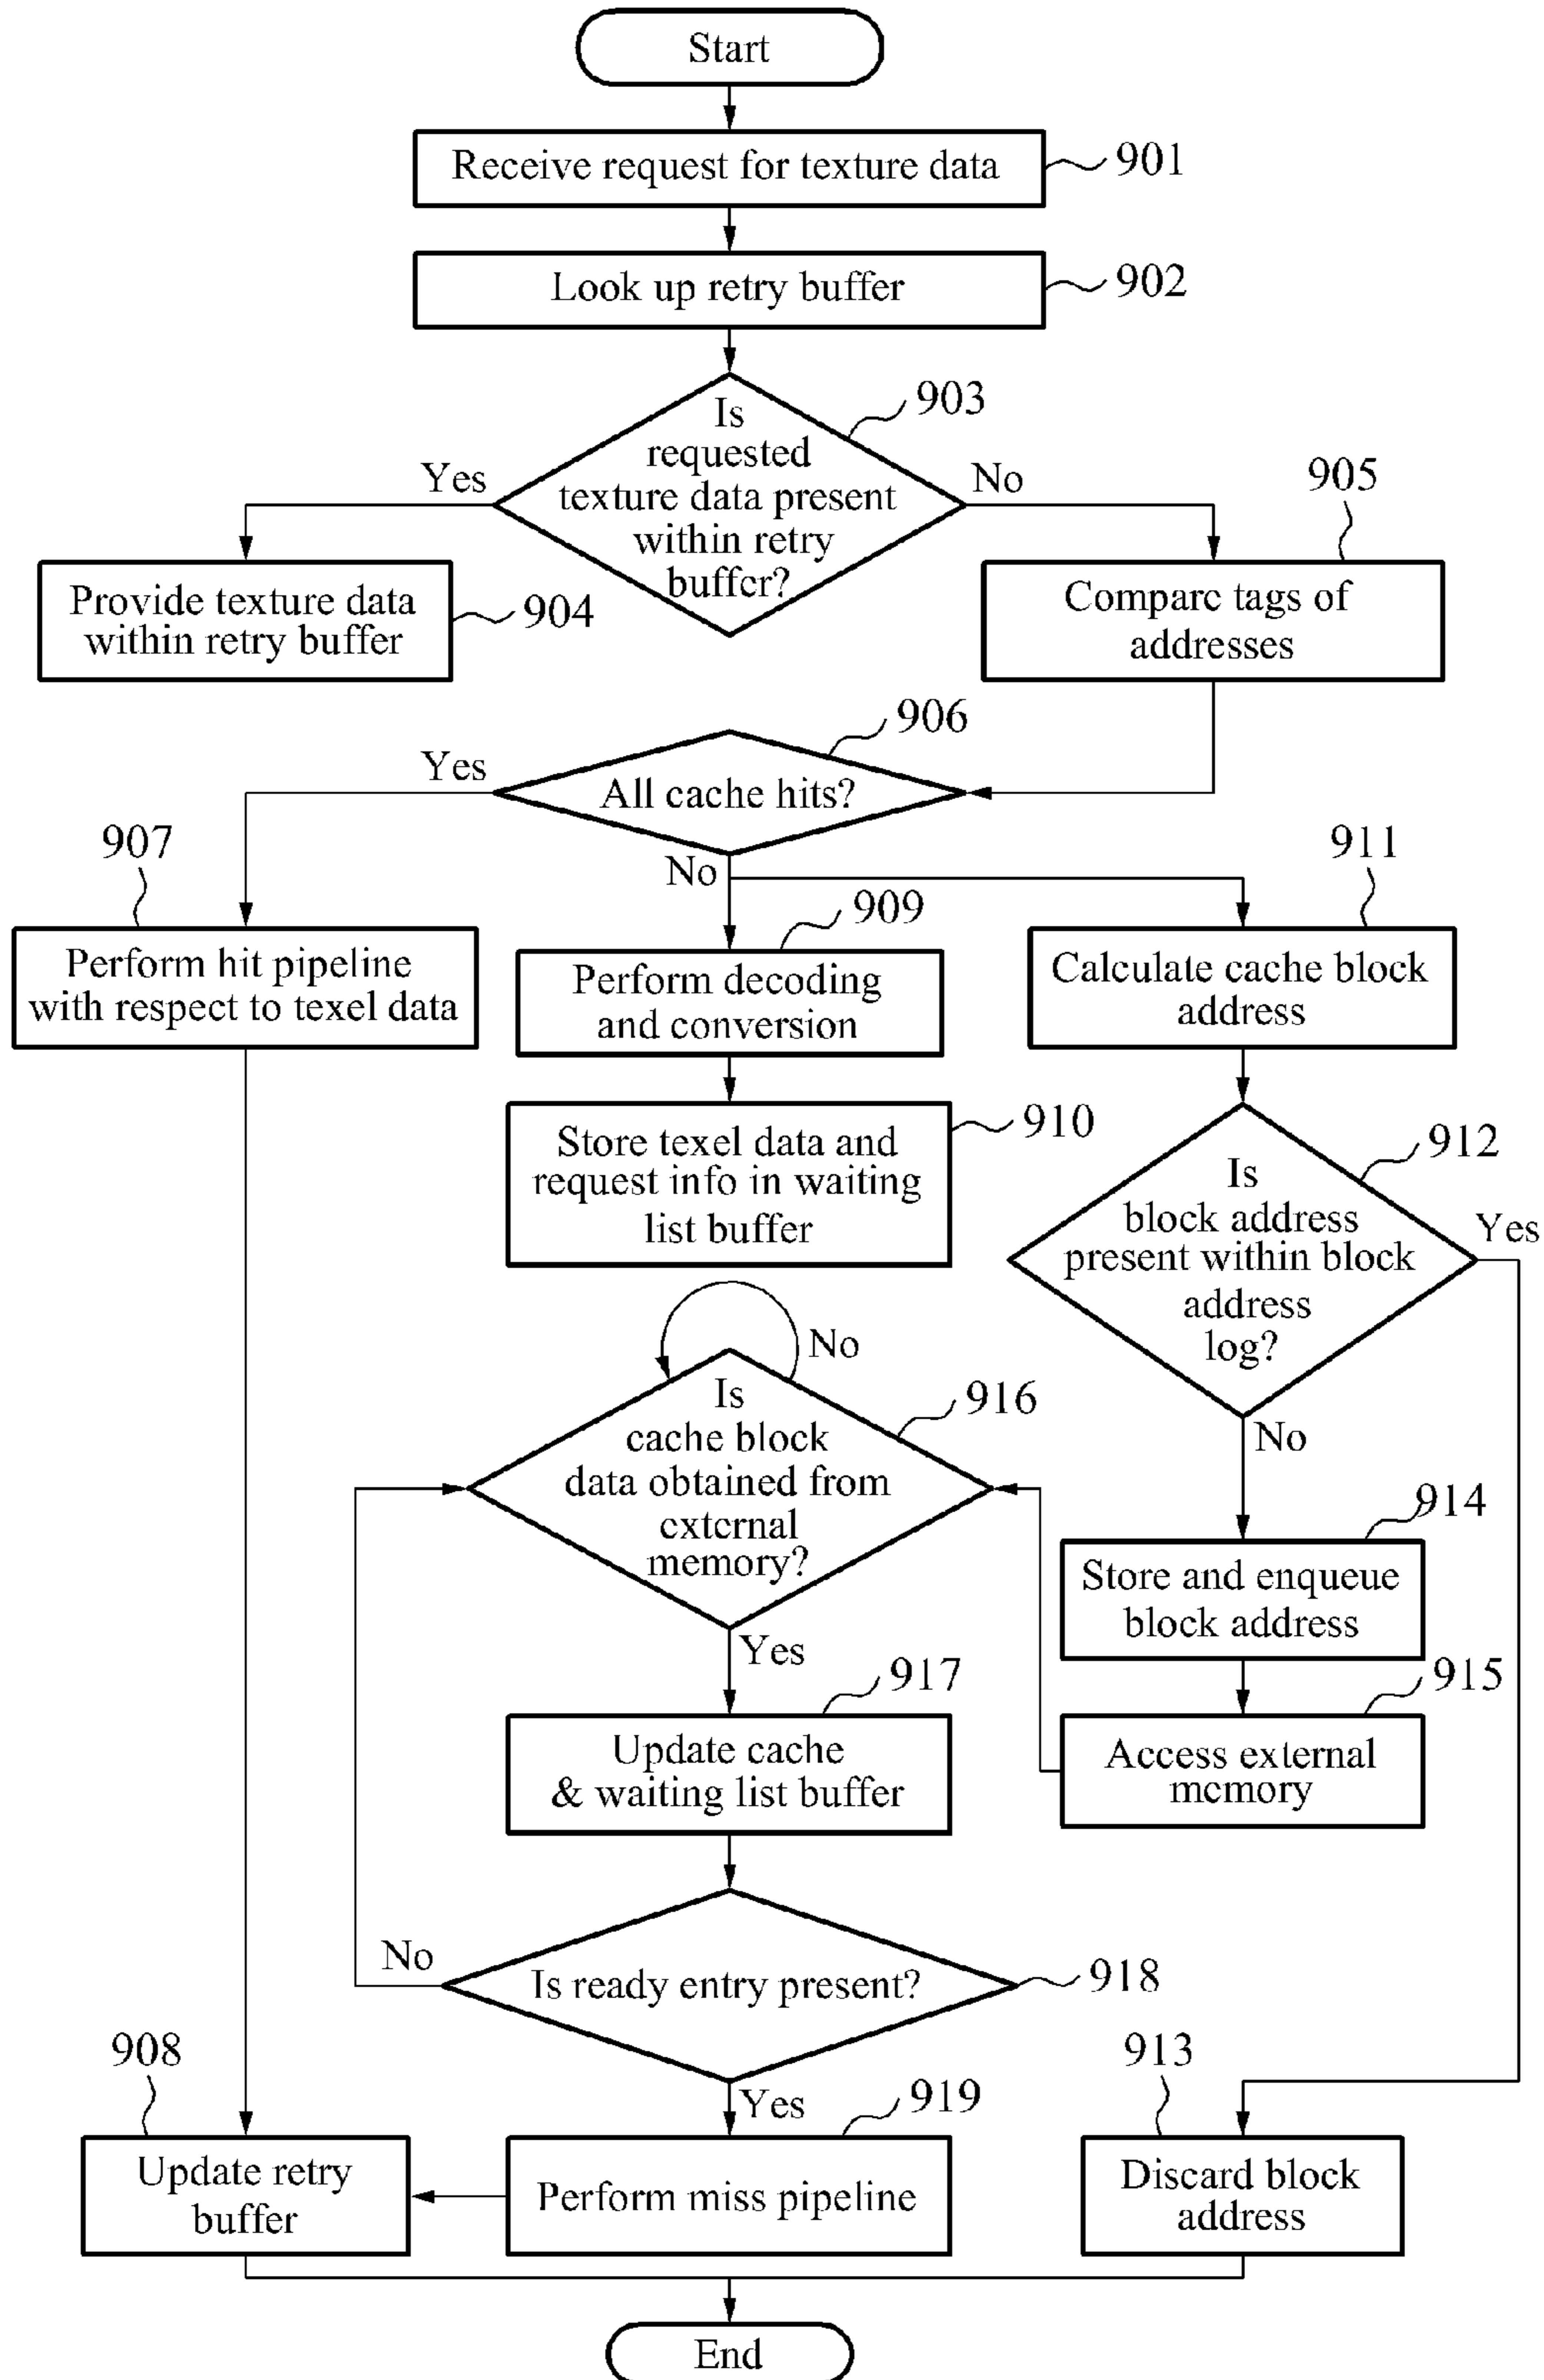 Start
Receive request for texture data
901
Look up retry buffer
902
903
Is
requested
texture data present
within retry
buffer?
Yes
No
905
Provide texture data
within retry buffer
904
Compare tags of
addresses
906
Yes
All cache hits?
907
No
911
909
Perform hit pipeline
with respect to texel data
Perform decoding
and conversion
Calculate cache block
address
910
Store texel data and
request info in waiting
list buffer
912
Is
block address
present within block
address
log?
Yes
No
No
916
Is
cache block
data obtained from
external
memory?
Yes
914
Store and enqueue
block address
917
915
Update cache
& waiting list buffer
Access external
memory
No
Is ready entry present?
918
908
Yes
919
913
Update retry
buffer
Perform miss pipeline
Discard block
address
End